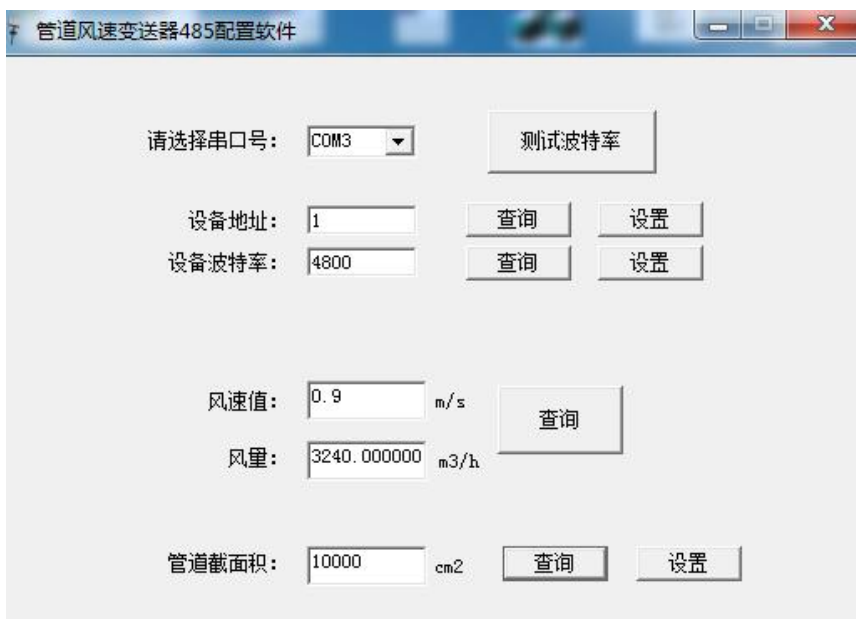 管道风速变送器485配置软件
请选择串口号： COM3 测试波特率
设备地址： 1 查询 设置
设备波特率： 4800 查询 设置
风速值： 0.9 m/s 查询
风量： 3240.000000 m3/h
管道截面积： 10000 cm2 查询 设置